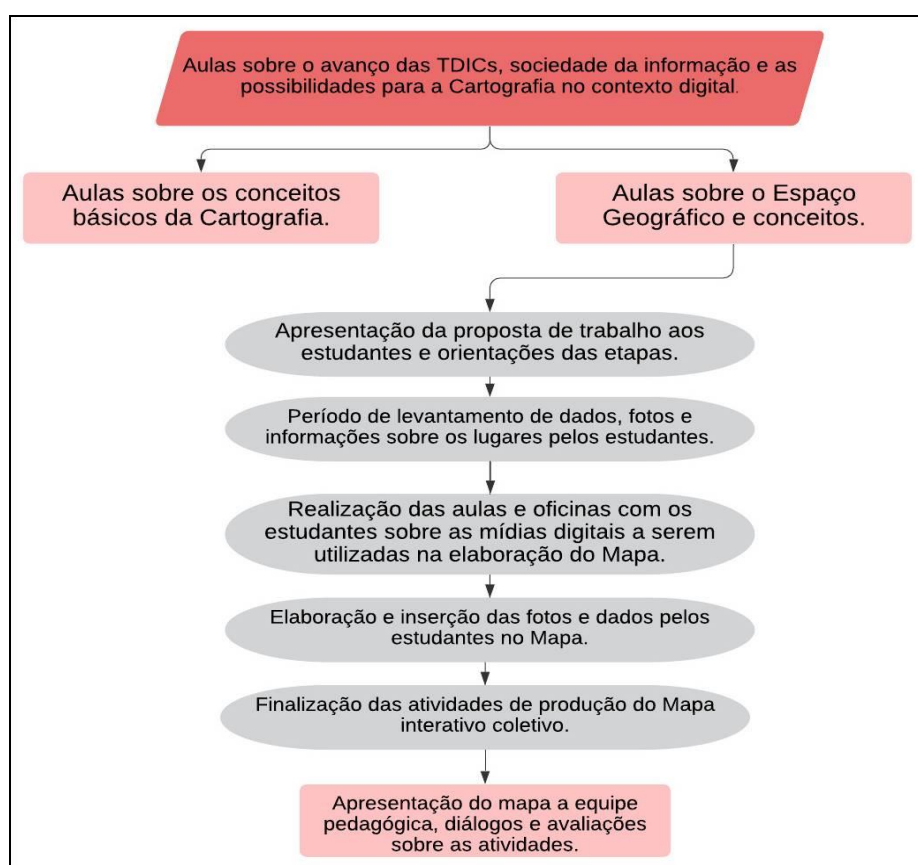 Aulas sobre o avanço das TDICs, sociedade da informação e as
possibilidades para a Cartografia no contexto digital.
Aulas sobre os conceitos
básicos da Cartografia.
Aulas sobre o Espaço
Geográfico e conceitos.
Apresentação da proposta de trabalho aos
estudantes e orientações das etapas.
Período de levantamento de dados, fotos e
informações sobre os lugares pelos estudantes.
Realização das aulas e oficinas com os
estudantes sobre as mídias digitais a serem
utilizadas na elaboração do Mapa.
Elaboração e inserção das fotos e dados pelos
estudantes no Mapa.
Finalização das atividades de produção do Mapa
interativo coletivo.
Apresentação do mapa a equipe
pedagógica, diálogos e avaliações
sobre as atividades.